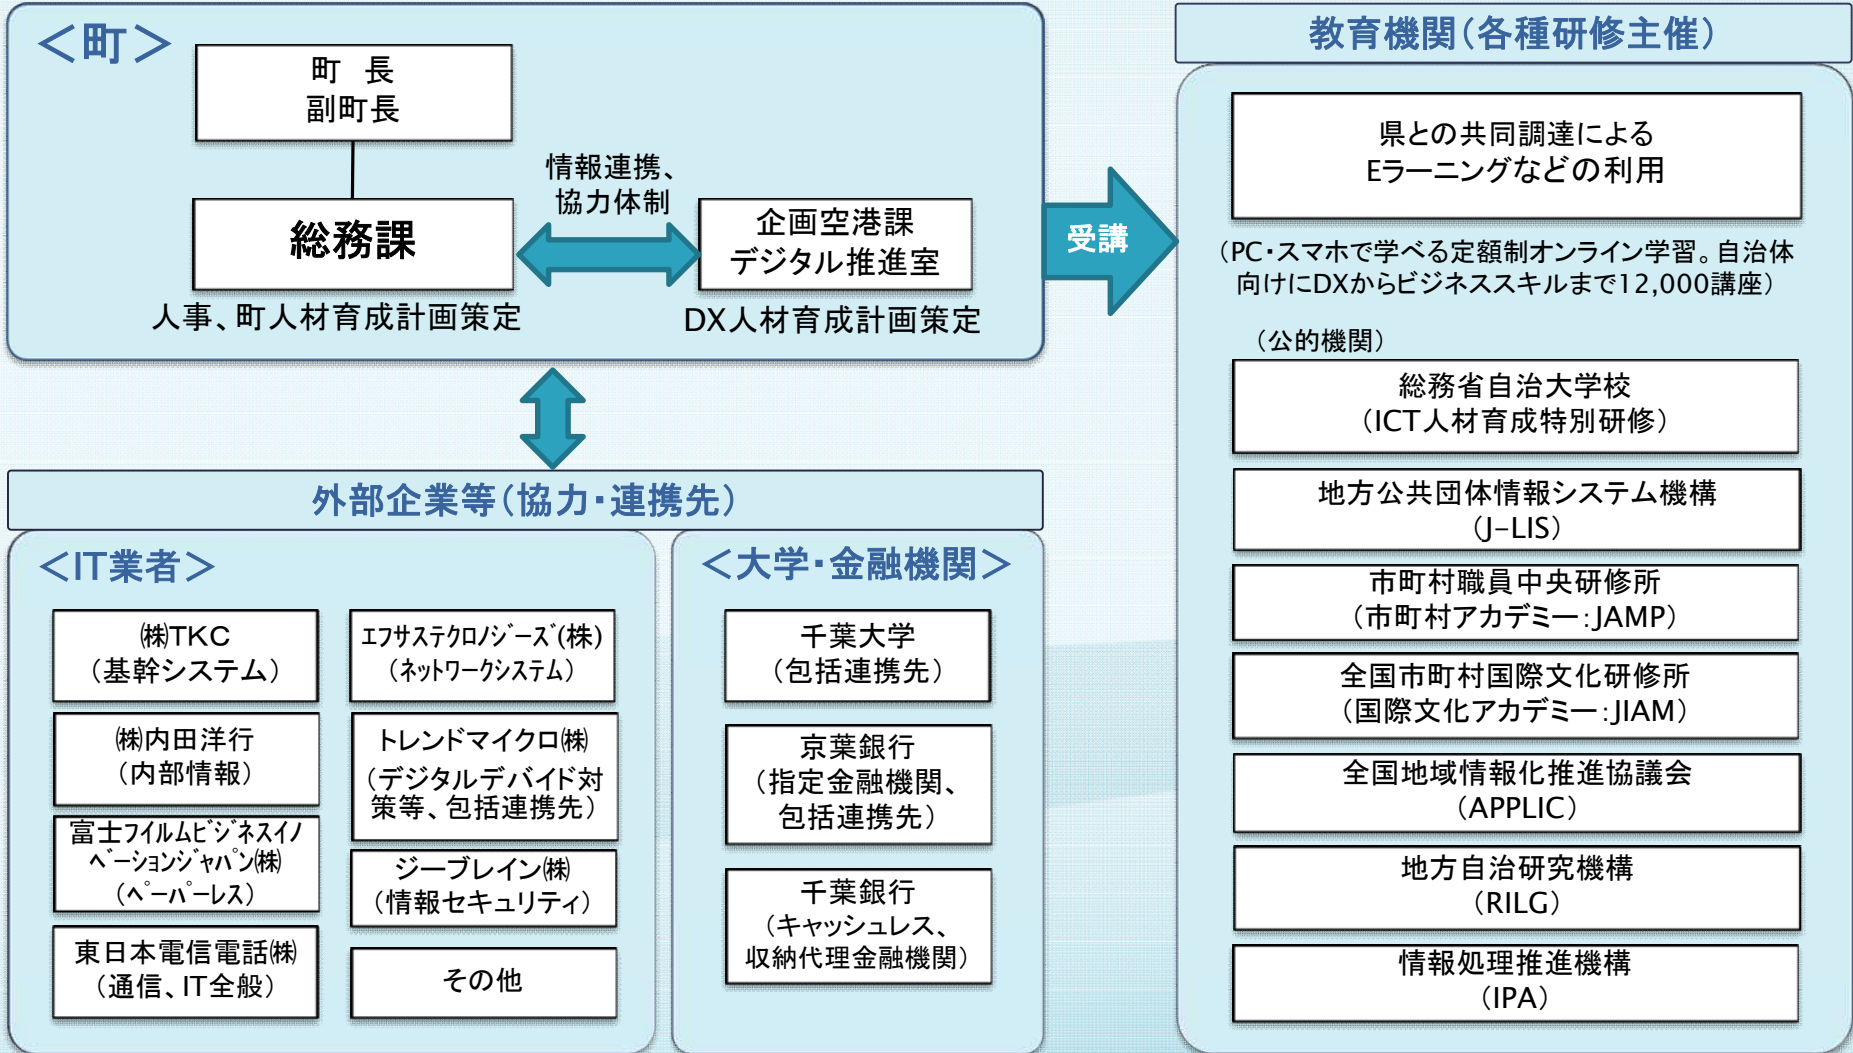 ＜町＞
町　長
副町長
総務課
人事、町人材育成計画策定
情報連携、
協力体制
企画空港課
デジタル推進室
DX人材育成計画策定
受講
外部企業等（協力・連携先）
＜IT業者＞
㈱TKC
（基幹システム）
㈱内田洋行
（内部情報）
富士フイルムﾋﾞｼﾞﾈｽイノ
ﾍﾞｰｼｮﾝｼﾞｬﾊﾟﾝ㈱
（ﾍﾟｰﾊﾟｰﾚｽ）
東日本電信電話㈱
（通信、IT全般）
ｴﾌｻｽﾃｸﾉﾛｼﾞｰｽﾞ(株)
（ﾈｯﾄﾜｰｸｼｽﾃﾑ）
トレンドマイクロ㈱
（デジタルデバイド対
策等、包括連携先）
ジーブレイン㈱
（情報セキュリティ）
その他
＜大学・金融機関＞
千葉大学
（包括連携先）
京葉銀行
（指定金融機関、
包括連携先）
千葉銀行
（キャッシュレス、
収納代理金融機関）
教育機関（各種研修主催）
県との共同調達による
Eラーニングなどの利用
（PC・スマホで学べる定額制オンライン学習。自治体
向けにDXからビジネススキルまで12,000講座）
（公的機関）
総務省自治大学校
（ICT人材育成特別研修）
地方公共団体情報システム機構
（J-LIS）
市町村職員中央研修所
（市町村アカデミー：JAMP）
全国市町村国際文化研修所
（国際文化アカデミー：JIAM）
全国地域情報化推進協議会
（APPLIC）
地方自治研究機構
（RILG）
情報処理推進機構
（IPA）